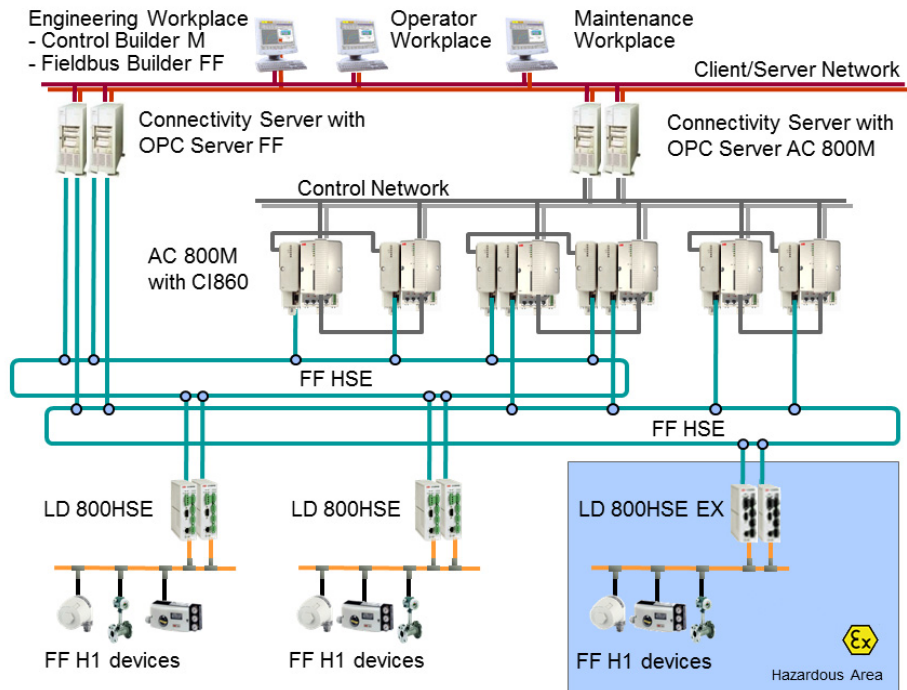 Engineering Workplace
- Control Builder M
- Fieldbus Builder FF
Operator
Workplace
Maintenance
Workplace
Client/Server Network
Connectivity Server with
OPC Server FF
Connectivity Server with
OPC Server AC 800M
Control Network
AC 800M
with CI860
FF HSE
FF HSE
LD 800HSE
LD 800HSE
LD 800HSE EX
FF H1 devices
FF H1 devices
FF H1 devices
Ex
Hazardous Area